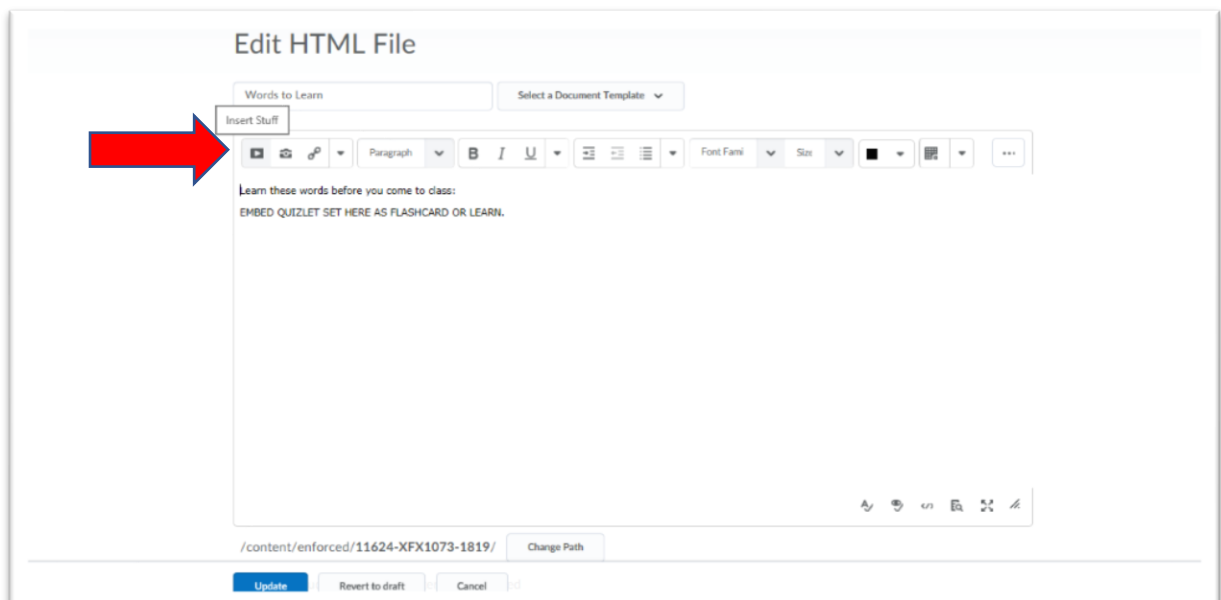 Edit HTML File
Words to Learn Select a Document Template
Insert Stuff
Paragraph B I U Font Fami Size
Learn these words before you come to class:
EMBED QUIZLET SET HERE AS FLASHCARD OR LEARN.
/content/enforced/11624-XFX1073-1819/ Change Path
Update Revert to draft Cancel